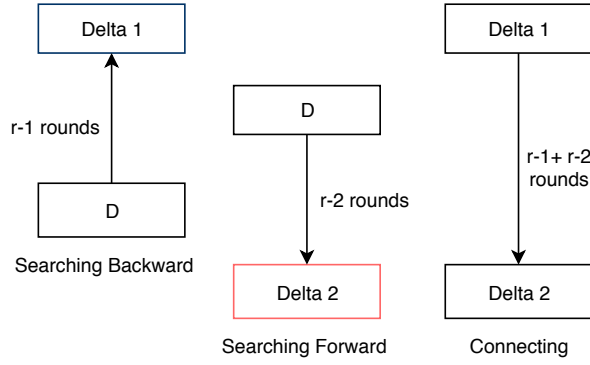 Delta 1
r-1 rounds
D
Searching Backward
D
r-2 rounds
Delta 2
Searching Forward
Delta 1
r-1+ r-2
rounds
Delta 2
Connecting